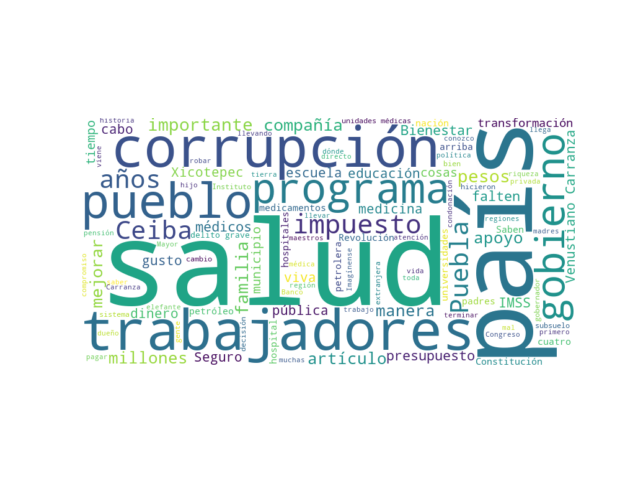 historia
cabo
llevando
importante
compañía
unidades médicas
nación
transformación
llega
tiempo
viene
robar
corrupción
dónde
directo
conozco
Bienestar
arriba
política
bien
hicieron
riqueza
privada
Xicotepec
tierra
escuela
educación
cosas
pesos
años
hijo
Instituto
programa
falten
regiones
madres
pueblo
medicamentos
llevar
medicina
condonación
país
gobierno
Venustiano Carranza
pensión
Ceiba
médicos
delito grave
hospitales
maestros
impuesto
Revolución
atención
Puebla
apoyo
Saben
mejorar
Mayor
gusto
cambio
salud
familia
municipio
médica
viva
región
Banco
petrolera
Imagínense
vida
toda
manera
extranjera
universidades
padres
IMSS
gobernador
compromiso
Carranza
sistema
elefante
petróleo
dinero
pública
trabajo
terminar
mal
Congreso
subsuelo
primero
dueño
gente
decisión
trabajadores
cuatro
pagar
millones
Seguro
hospital
muchas
artículo
presupuesto
Constitución